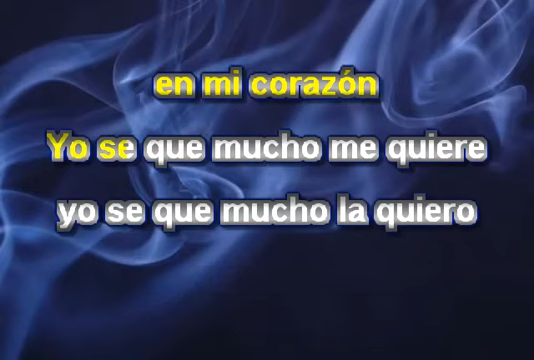 en mi corazón
Yo se que mucho me quiere
yo se que mucho la quiero